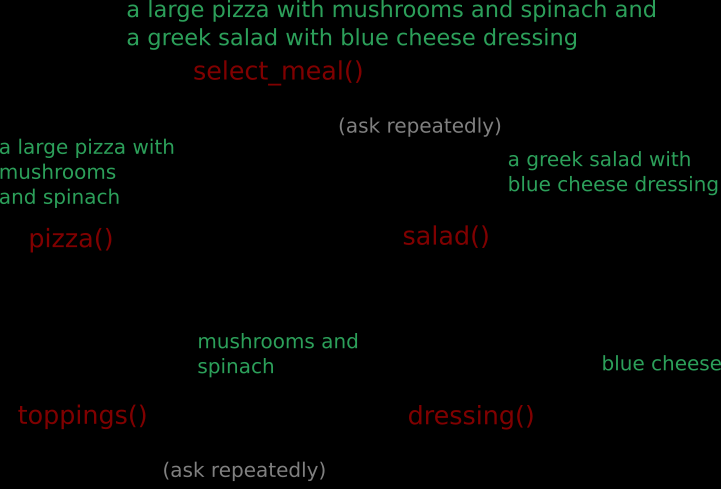 a large pizza with mushrooms and spinach and
a greek salad with blue cheese dressing
select_meal()
(ask repeatedly)
a large pizza with
mushrooms
and spinach
a greek salad with
blue cheese dressing
pizza()
salad()
mushrooms and
spinach
blue cheese
toppings()
dressing()
(ask repeatedly)